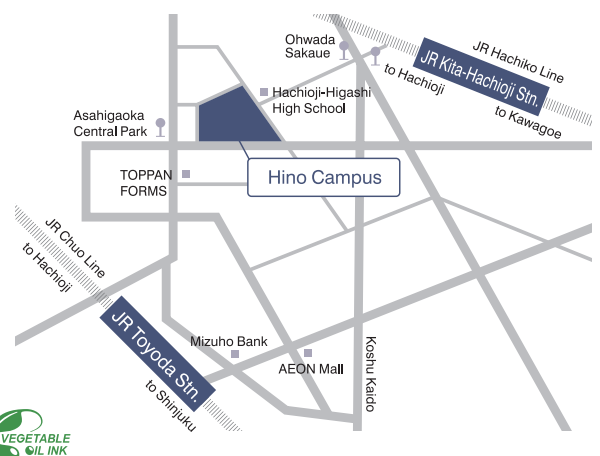 Ohwada
Sakaue
JR Hachiko Line
JR Kita-Hachioji Stn.
to Hachioji
to Kawagoe
Hachioji-Higashi
High School
Asahigaoka
Central Park
TOPPAN
FORMS
Hino Campus
JR Chuo Line
to Hachioji
JR Toyoda Stn.
to Shinjuku
Mizuho Bank
AEON Mall
Koshu Kaido
VEGETABLE
OIL INK